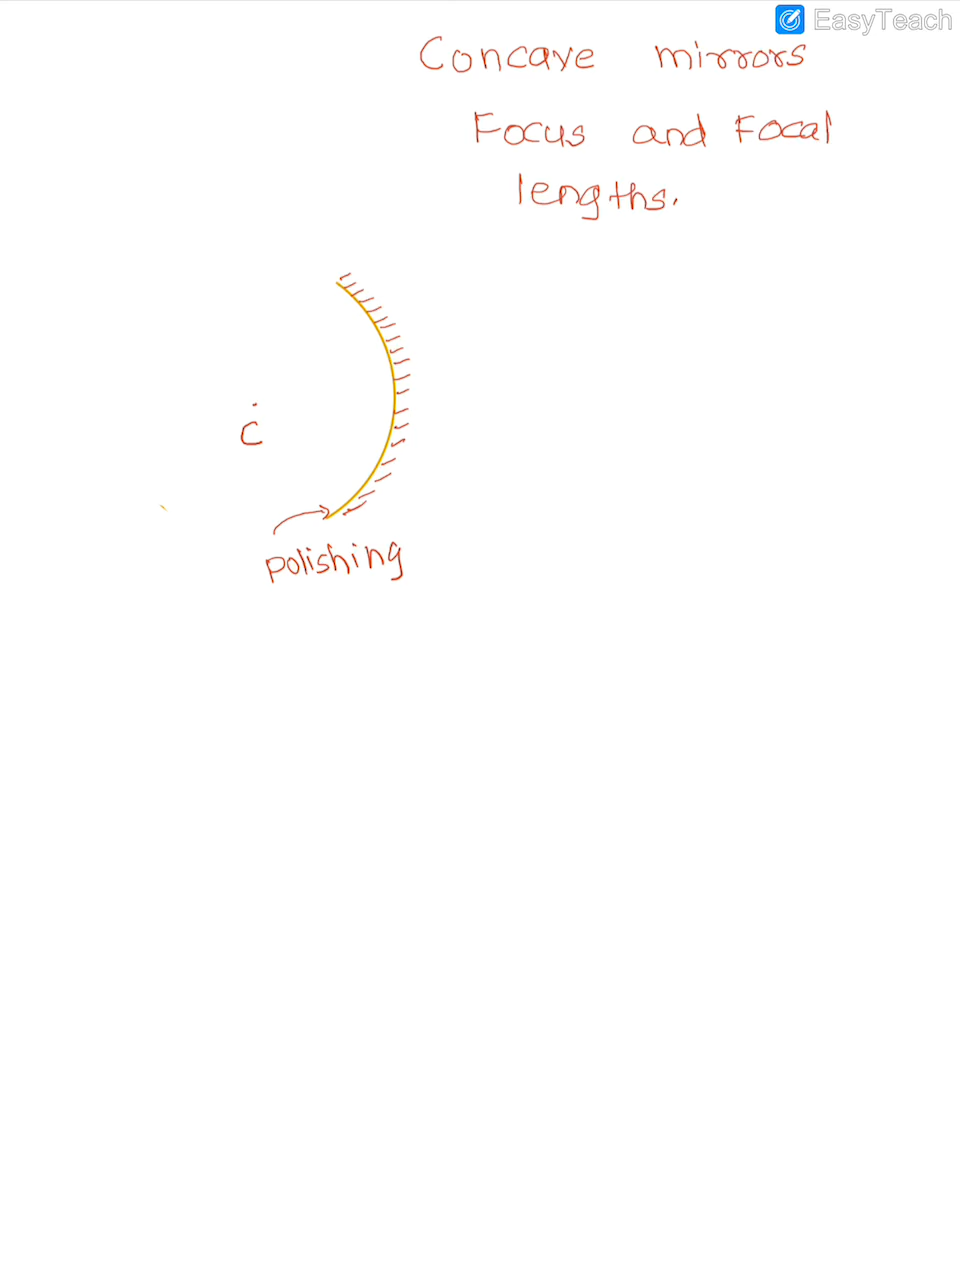 EasyTeach
Concave mirrors
Focus and Focal
lengths.
C
polishing